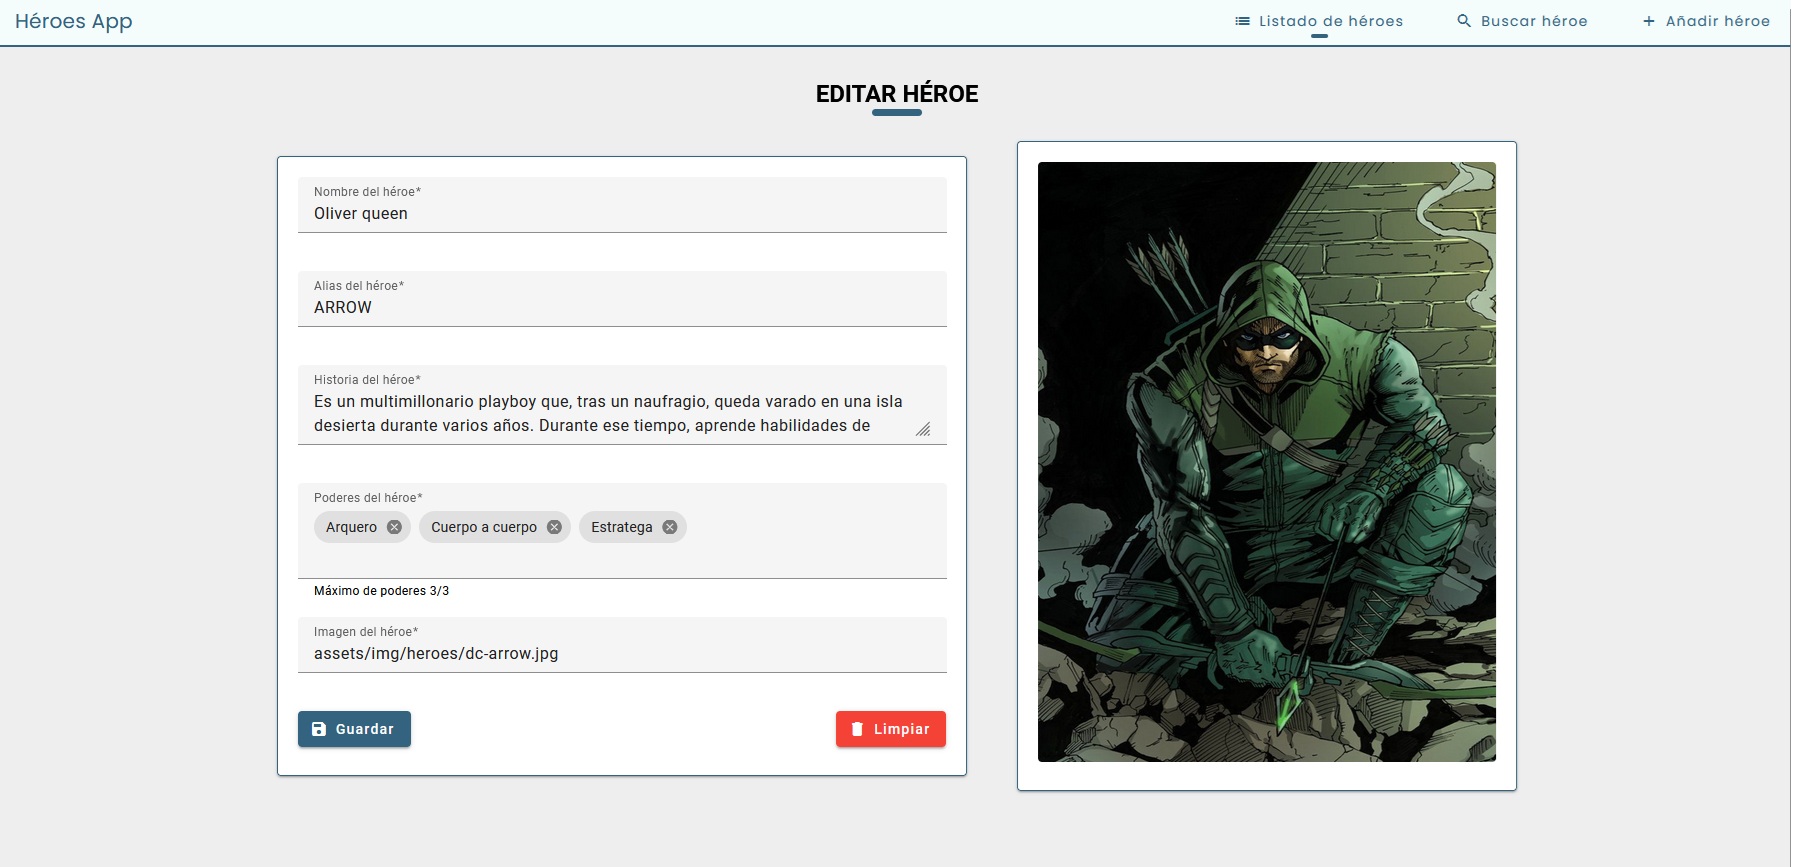 Héroes App
Listado de héroes
Buscar héroe
Añadir héroe
EDITAR HÉROE
Nombre del héroe*
Oliver queen
Alias del héroe*
ARROW
Historia del héroe*
Es un multimillonario playboy que, tras un naufragio, queda varado en una isla
desierta durante varios años. Durante ese tiempo, aprende habilidades de
Poderes del héroe*
Arquero
Cuerpo a cuerpo
Estratega
Máximo de poderes 3/3
Imagen del héroe*
assets/img/heroes/dc-arrow.jpg
Guardar
Limpiar